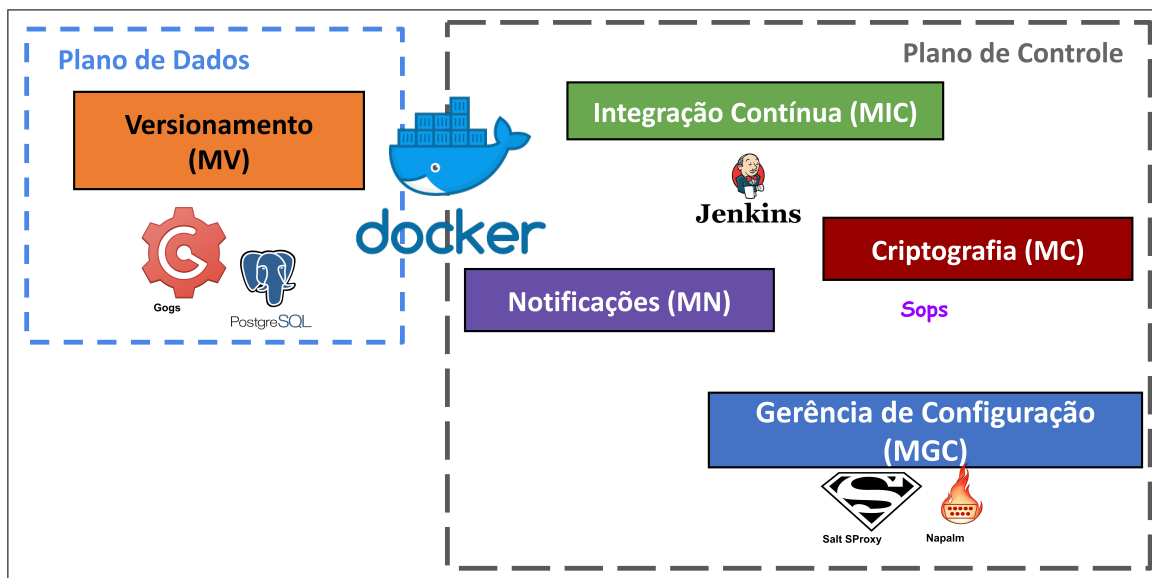 Plano de Dados
Versionamento
(MV)
Gogs
PostgreSQL
docker
Plano de Controle
Integração Contínua (MIC)
Jenkins
Criptografia (MC)
Sops
Notificações (MN)
Gerência de Configuração
(MGC)
S
Salt SProxy
Napalm